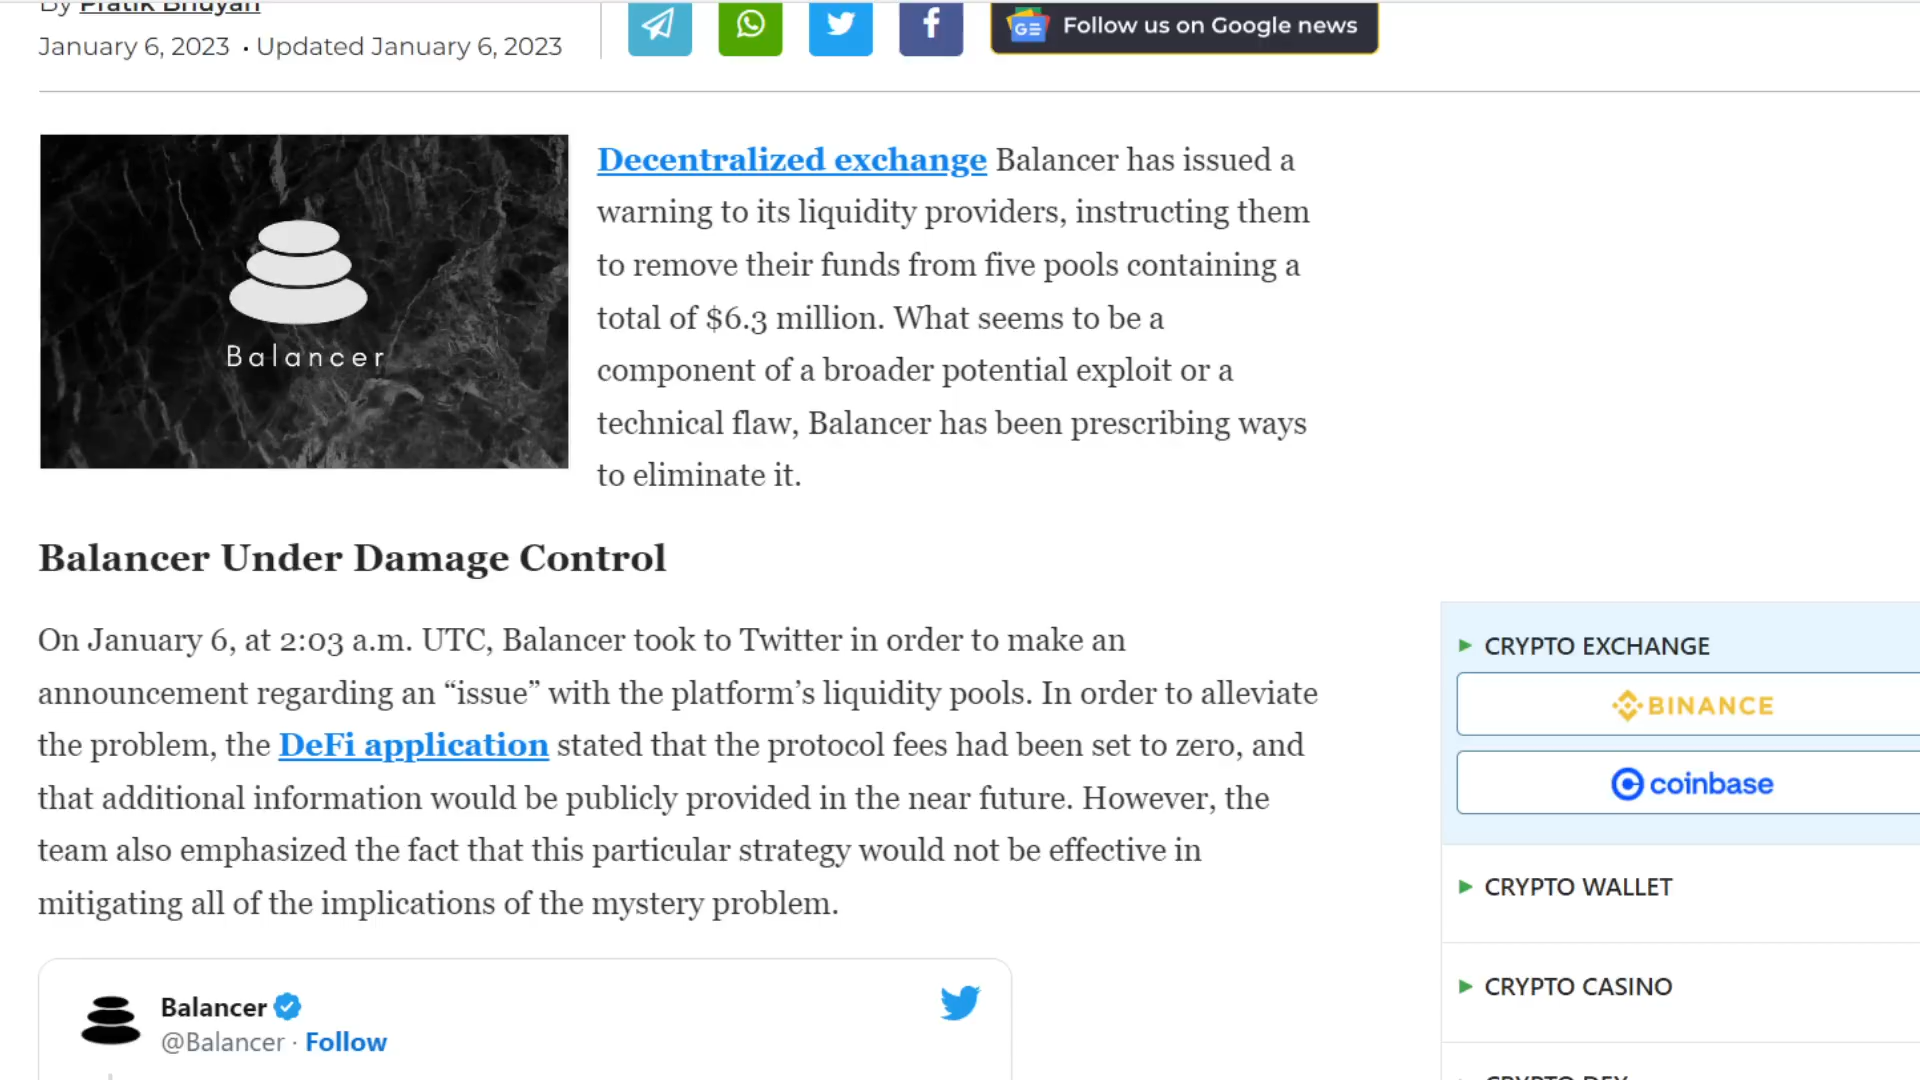 By Pratik Bhuyan
January 6, 2023 • Updated January 6, 2023
GE Follow us on Google news
Balancer
Decentralized exchange Balancer has issued a
warning to its liquidity providers, instructing them
to remove their funds from five pools containing a
total of $6.3 million. What seems to be a
component of a broader potential exploit or a
technical flaw, Balancer has been prescribing ways
to eliminate it.
Balancer Under Damage Control
On January 6, at 2:03 a.m. UTC, Balancer took to Twitter in order to make an
announcement regarding an “issue” with the platform’s liquidity pools. In order to alleviate
the problem, the DeFi application stated that the protocol fees had been set to zero, and
that additional information would be publicly provided in the near future. However, the
team also emphasized the fact that this particular strategy would not be effective in
mitigating all of the implications of the mystery problem.
Balancer
@Balancer · Follow
CRYPTO EXCHANGE
BINANCE
coinbase
CRYPTO WALLET
CRYPTO CASINO
CRYPTO DEX